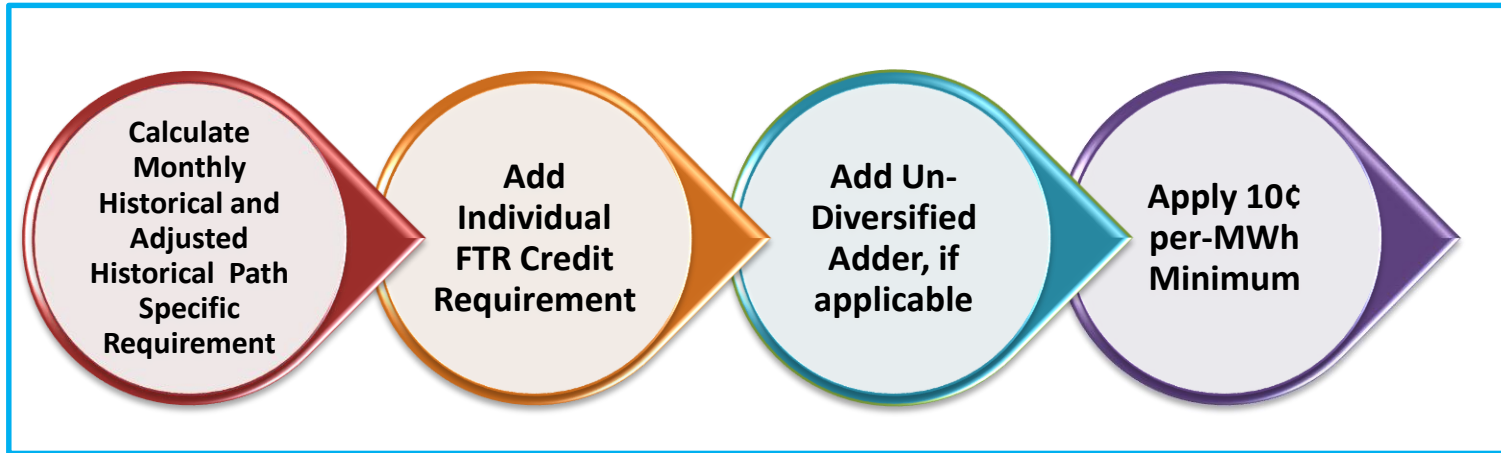 Calculate
Monthly
Historical and
Adjusted
Historical Path
Specific
Requirement
Add
Individual
FTR Credit
Requirement
Add Un-
Diversified
Adder, if
applicable
Apply 10¢
per-MWh
Minimum